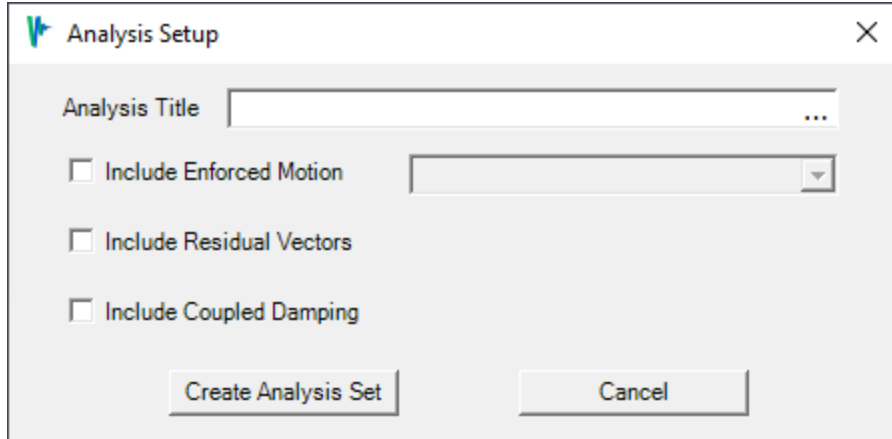 Analysis Setup
Analysis Title ...
Include Enforced Motion
Include Residual Vectors
Include Coupled Damping
Create Analysis Set Cancel